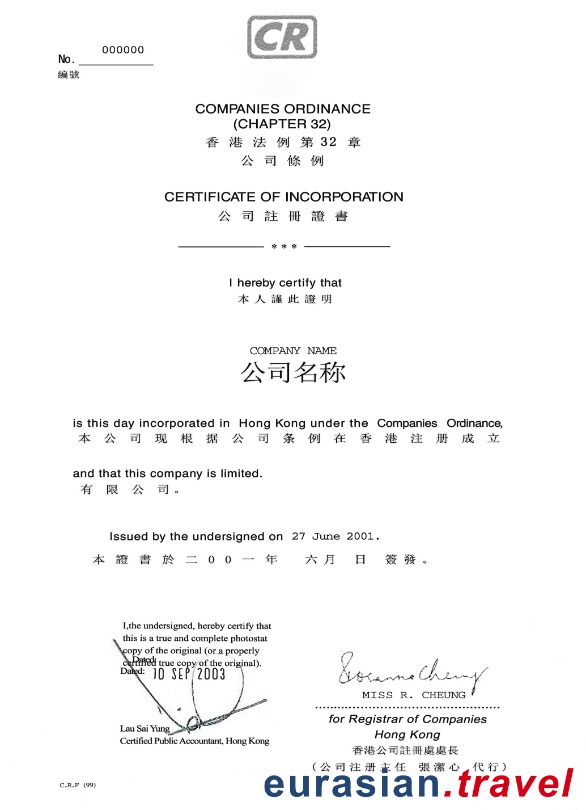 CR
No. 000000
編號
COMPANIES ORDINANCE
(CHAPTER 32)
香港法例第32章
公司條例
CERTIFICATE OF INCORPORATION
公司註冊證書
***
I hereby certify that
本人謹此證明
COMPANY NAME
公司名称
is this day incorporated in Hong Kong under the Companies Ordinance,
本公司现根据公司条例在香港注册成立
and that this company is limited.
有限公司。
Issued by the undersigned on 27 June 2001.
本證書於二00一年 六月 日 簽發。
I,the undersigned, hereby certify that
this is a true and complete photostat
copy of the original (or a properly
certified true copy of the original).
Dated:
Dated: 10 SEP 2003
Lau Sai Yung
Certified Public Accountant, Hong Kong
Rosanna Cheung
MISS R. CHEUNG
for Registrar of Companies
Hong Kong
香港公司註冊處處長
(公司注册主任 張潔心 代行)
C.R.F (99)
eurasian.travel